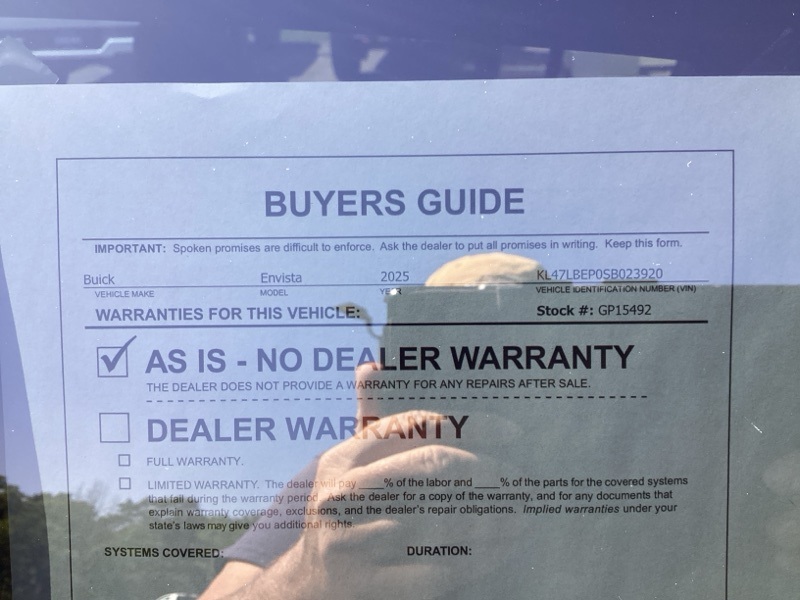 BUYERS GUIDE
IMPORTANT: Spoken promises are difficult to enforce. Ask the dealer to put all promises in writing. Keep this form.
Buick Envista 2025 KL47LBEP0SB023920
VEHICLE MAKE MODEL YEAR VEHICLE IDENTIFICATION NUMBER (VIN)
WARRANTIES FOR THIS VEHICLE: Stock #: GP15492
AS IS - NO DEALER WARRANTY
THE DEALER DOES NOT PROVIDE A WARRANTY FOR ANY REPAIRS AFTER SALE.
DEALER WARRANTY
FULL WARRANTY.
LIMITED WARRANTY. The dealer will pay ____% of the labor and ____% of the parts for the covered systems
that fail during the warranty period. Ask the dealer for a copy of the warranty, and for any documents that
explain warranty coverage, exclusions, and the dealer's repair obligations. Implied warranties under your
state's laws may give you additional rights.
SYSTEMS COVERED: DURATION: